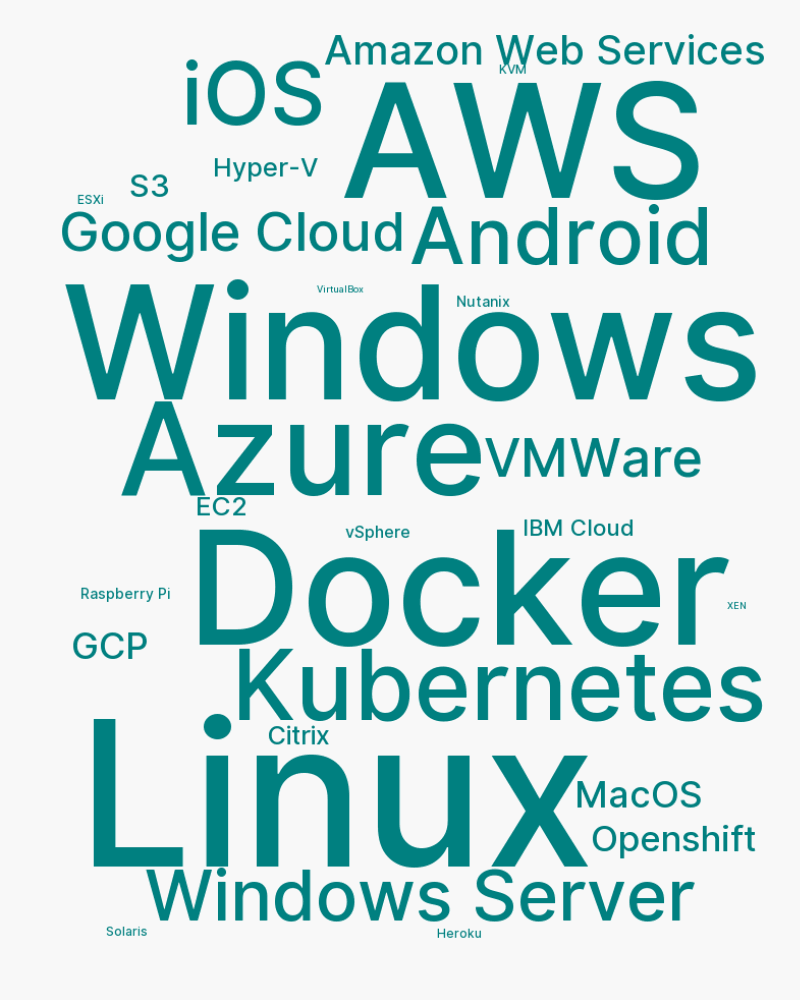 Amazon Web Services
KVM
iOS
AWS
Hyper-V
S3
ESXi
Google Cloud
Android
VirtualBox
Nutanix
Windows
Azure
VMWare
EC2
vSphere
IBM Cloud
Docker
Raspberry Pi
XEN
GCP
Kubernetes
Citrix
Linux
MacOS
Openshift
Windows Server
Solaris
Heroku